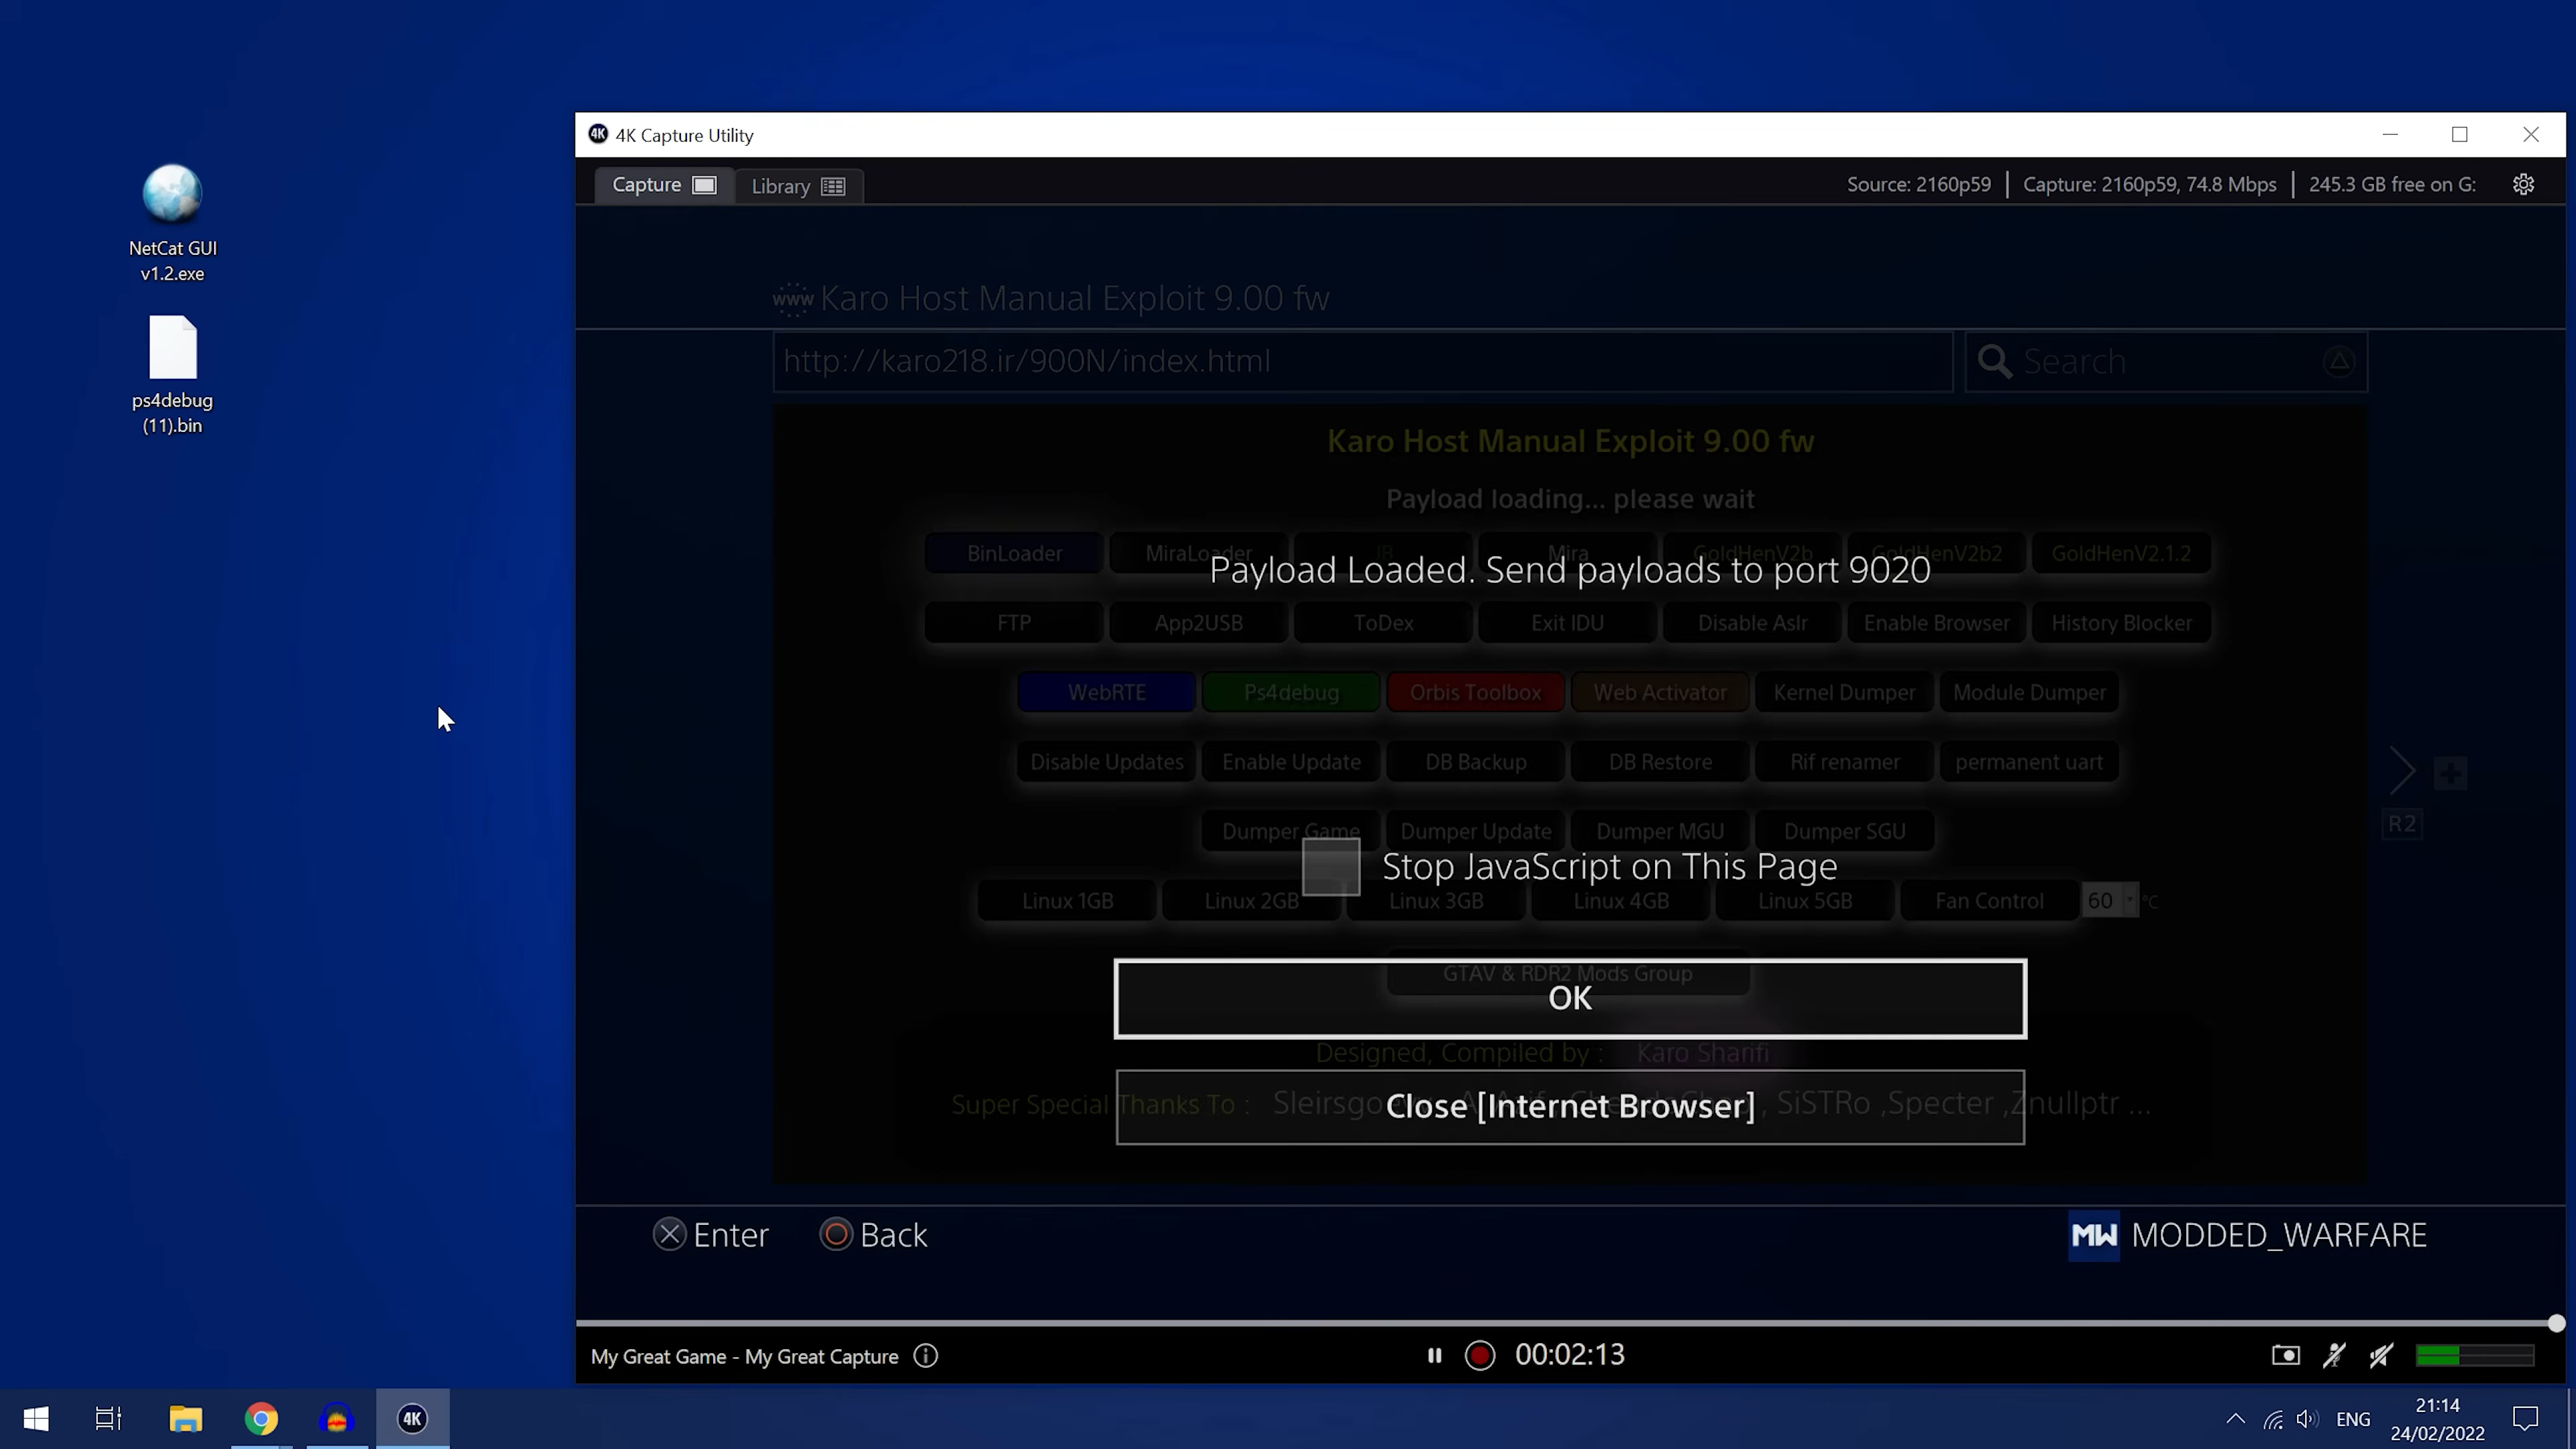 4K Capture Utility
Capture
Library
Source: 2160p59 | Capture: 2160p59, 74.8 Mbps | 245.3 GB free on G:
NetCat GUI
v1.2.exe
ps4debug
(11).bin
www Karo Host Manual Exploit 9.00 fw
http://karo218.ir/900N/index.html
Search
Karo Host Manual Exploit 9.00 fw
Payload loading... please wait
BinLoader MiraLoader JB Mira GoldHenV2b GoldHenV2b2 GoldHenV2.1.2
Payload Loaded. Send payloads to port 9020
FTP App2USB ToDex Exit IDU Disable Aslr Enable Browser History Blocker
WebRTE Ps4debug Orbis Toolbox Web Activator Kernel Dumper Module Dumper
Disable Updates Enable Update DB Backup DB Restore Rif renamer permanent uart
R2
Dumper Game Dumper Update Dumper MGU Dumper SGU
Stop JavaScript on This Page
Linux 1GB Linux 2GB Linux 3GB Linux 4GB Linux 5GB Fan Control 60 °C
GTAV & RDR2 Mods Group
OK
Designed, Compiled by : Karo Sharifi
Super Special Thanks To : , SiSTRo ,Specter ,Znullptr ...
Close [Internet Browser]
Enter Back
MW MODDED_WARFARE
My Great Game - My Great Capture
00:02:13
4K
ENG
21:14
24/02/2022